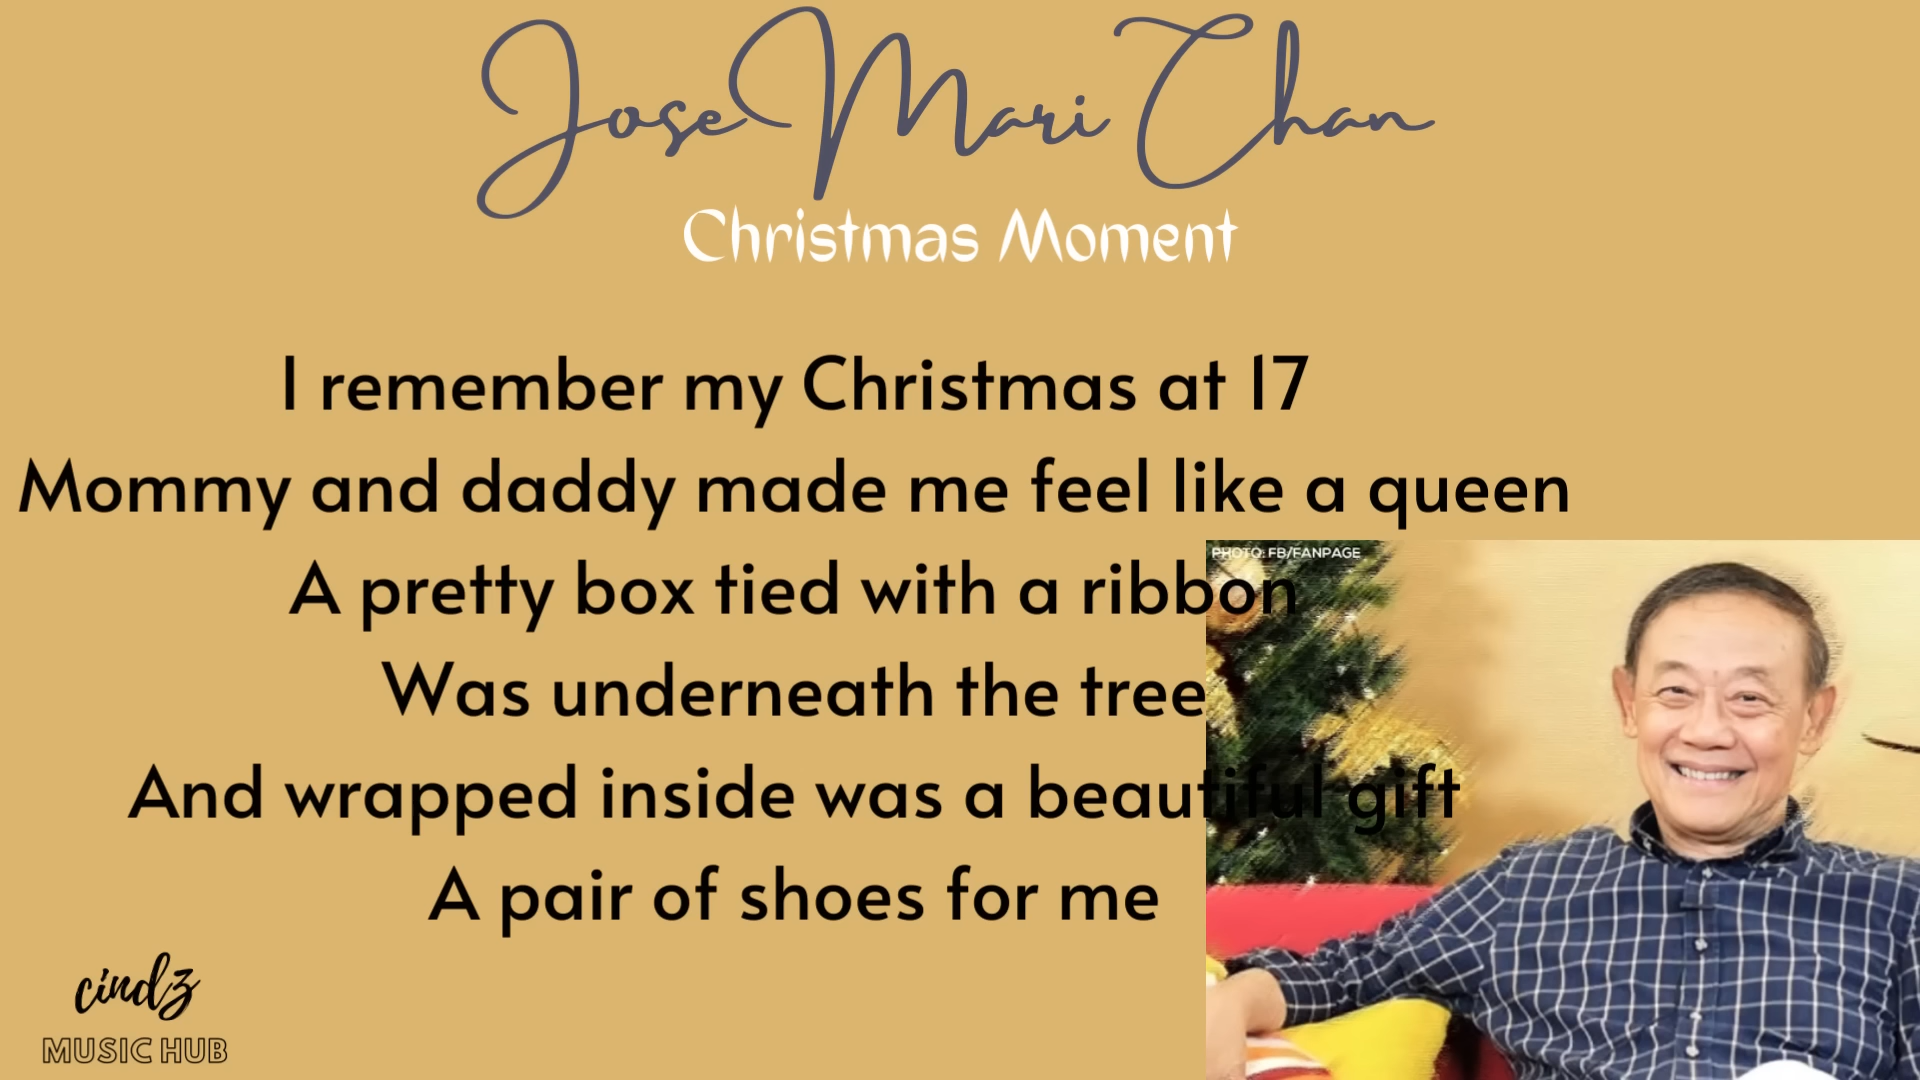 Jose Mari Chan
Christmas Moment
I remember my Christmas at 17
Mommy and daddy made me feel like a queen
A pretty box tied with a ribbon
Was underneath the tree
And wrapped inside was a beautiful gift
A pair of shoes for me
PHOTO: FB/FANPAGE
cindz
MUSIC HUB